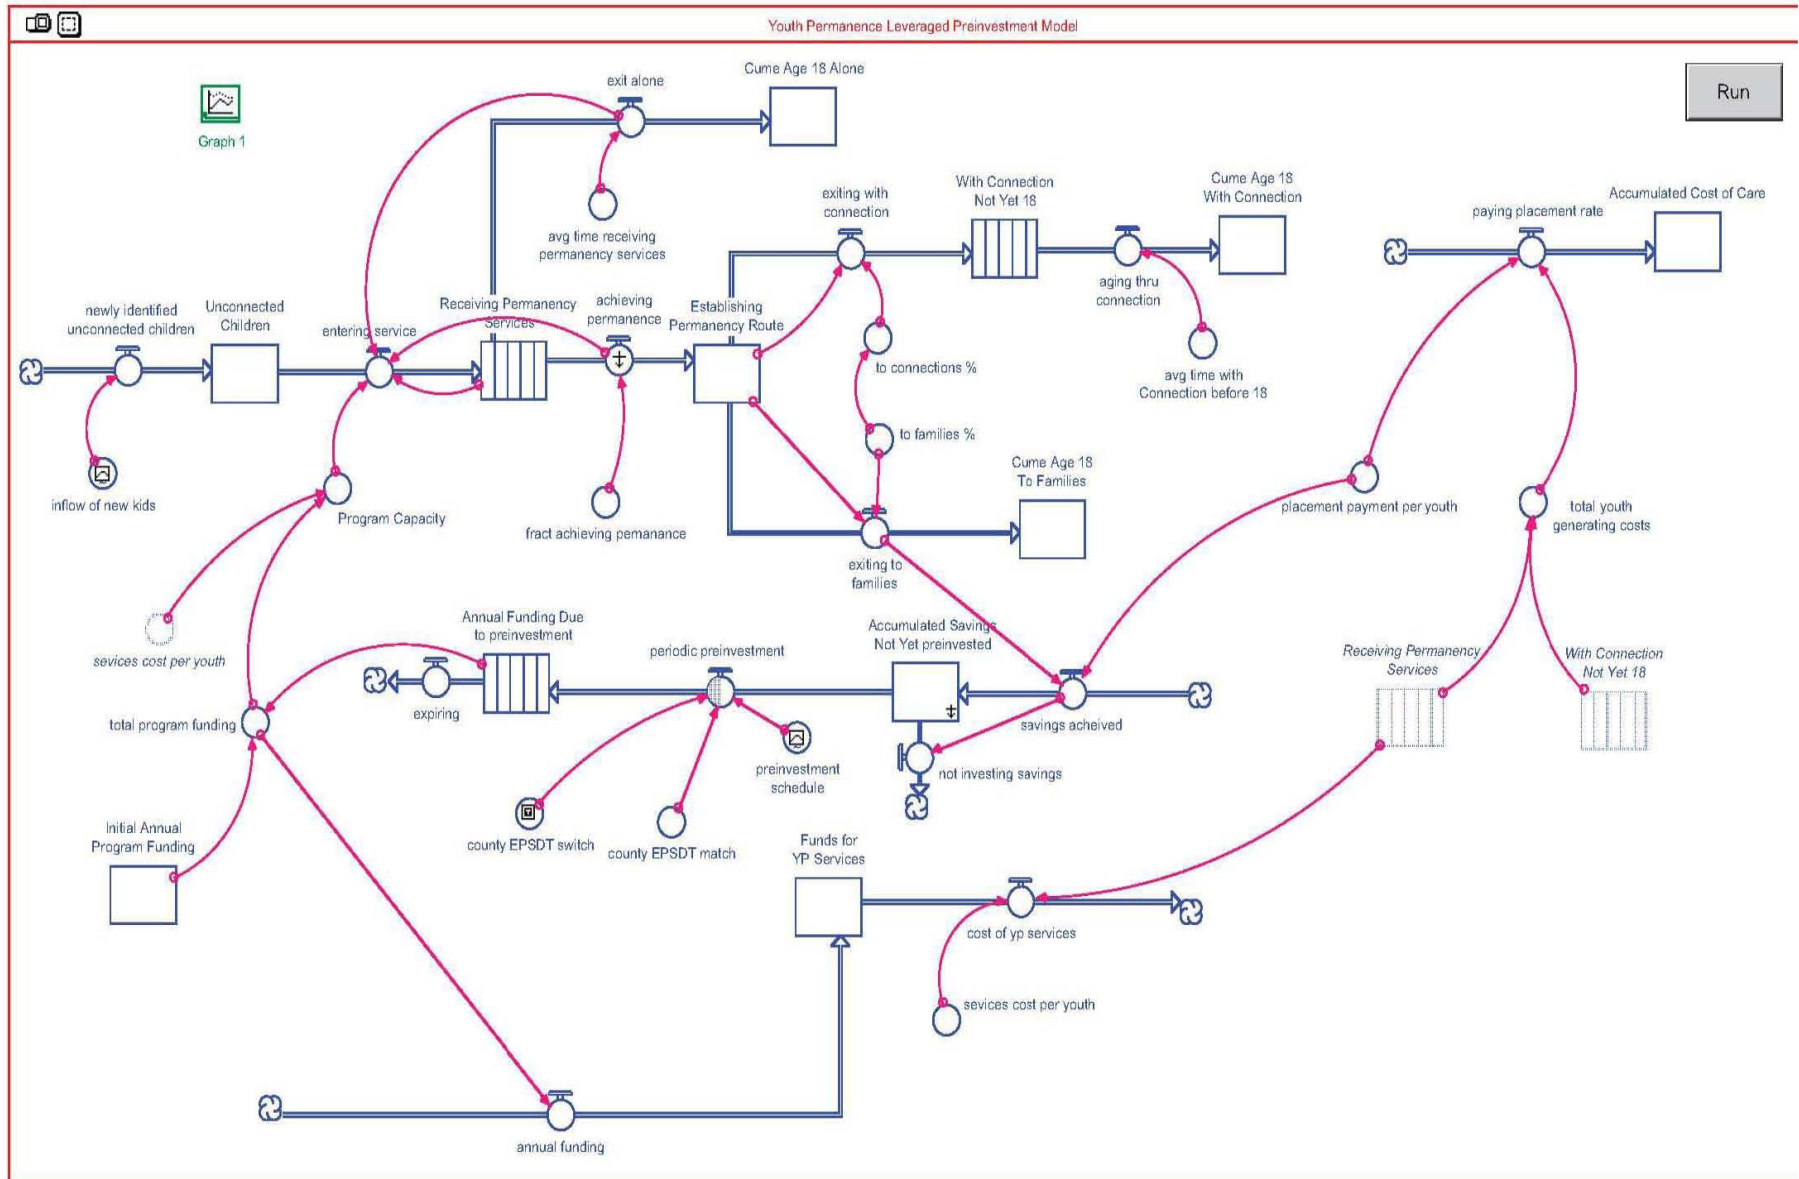 Youth Permanence Leveraged Preinvestment Model
Run
Graph 1
exit alone
Cume Age 18 Alone
avg time receiving
permanency services
exiting with
connection
With Connection
Not Yet 18
Cume Age 18
With Connection
paying placement rate
Accumulated Cost of Care
newly identified
unconnected children
Unconnected
Children
entering service
Receiving Permanency
Services
achieving
permanence
Establishing
Permanency Route
aging thru
connection
to connections %
avg time with
Connection before 18
to families %
inflow of new kids
Program Capacity
fract achieving pemanance
Cume Age 18
To Families
placement payment per youth
total youth
generating costs
exiting to
families
sevices cost per youth
Annual Funding Due
to preinvestment
periodic preinvestment
Accumulated Savings
Not Yet preinvested
Receiving Permanency
Services
With Connection
Not Yet 18
total program funding
expiring
savings acheived
preinvestment
schedule
not investing savings
Initial Annual
Program Funding
county EPSDT switch
county EPSDT match
Funds for
YP Services
cost of yp services
sevices cost per youth
annual funding